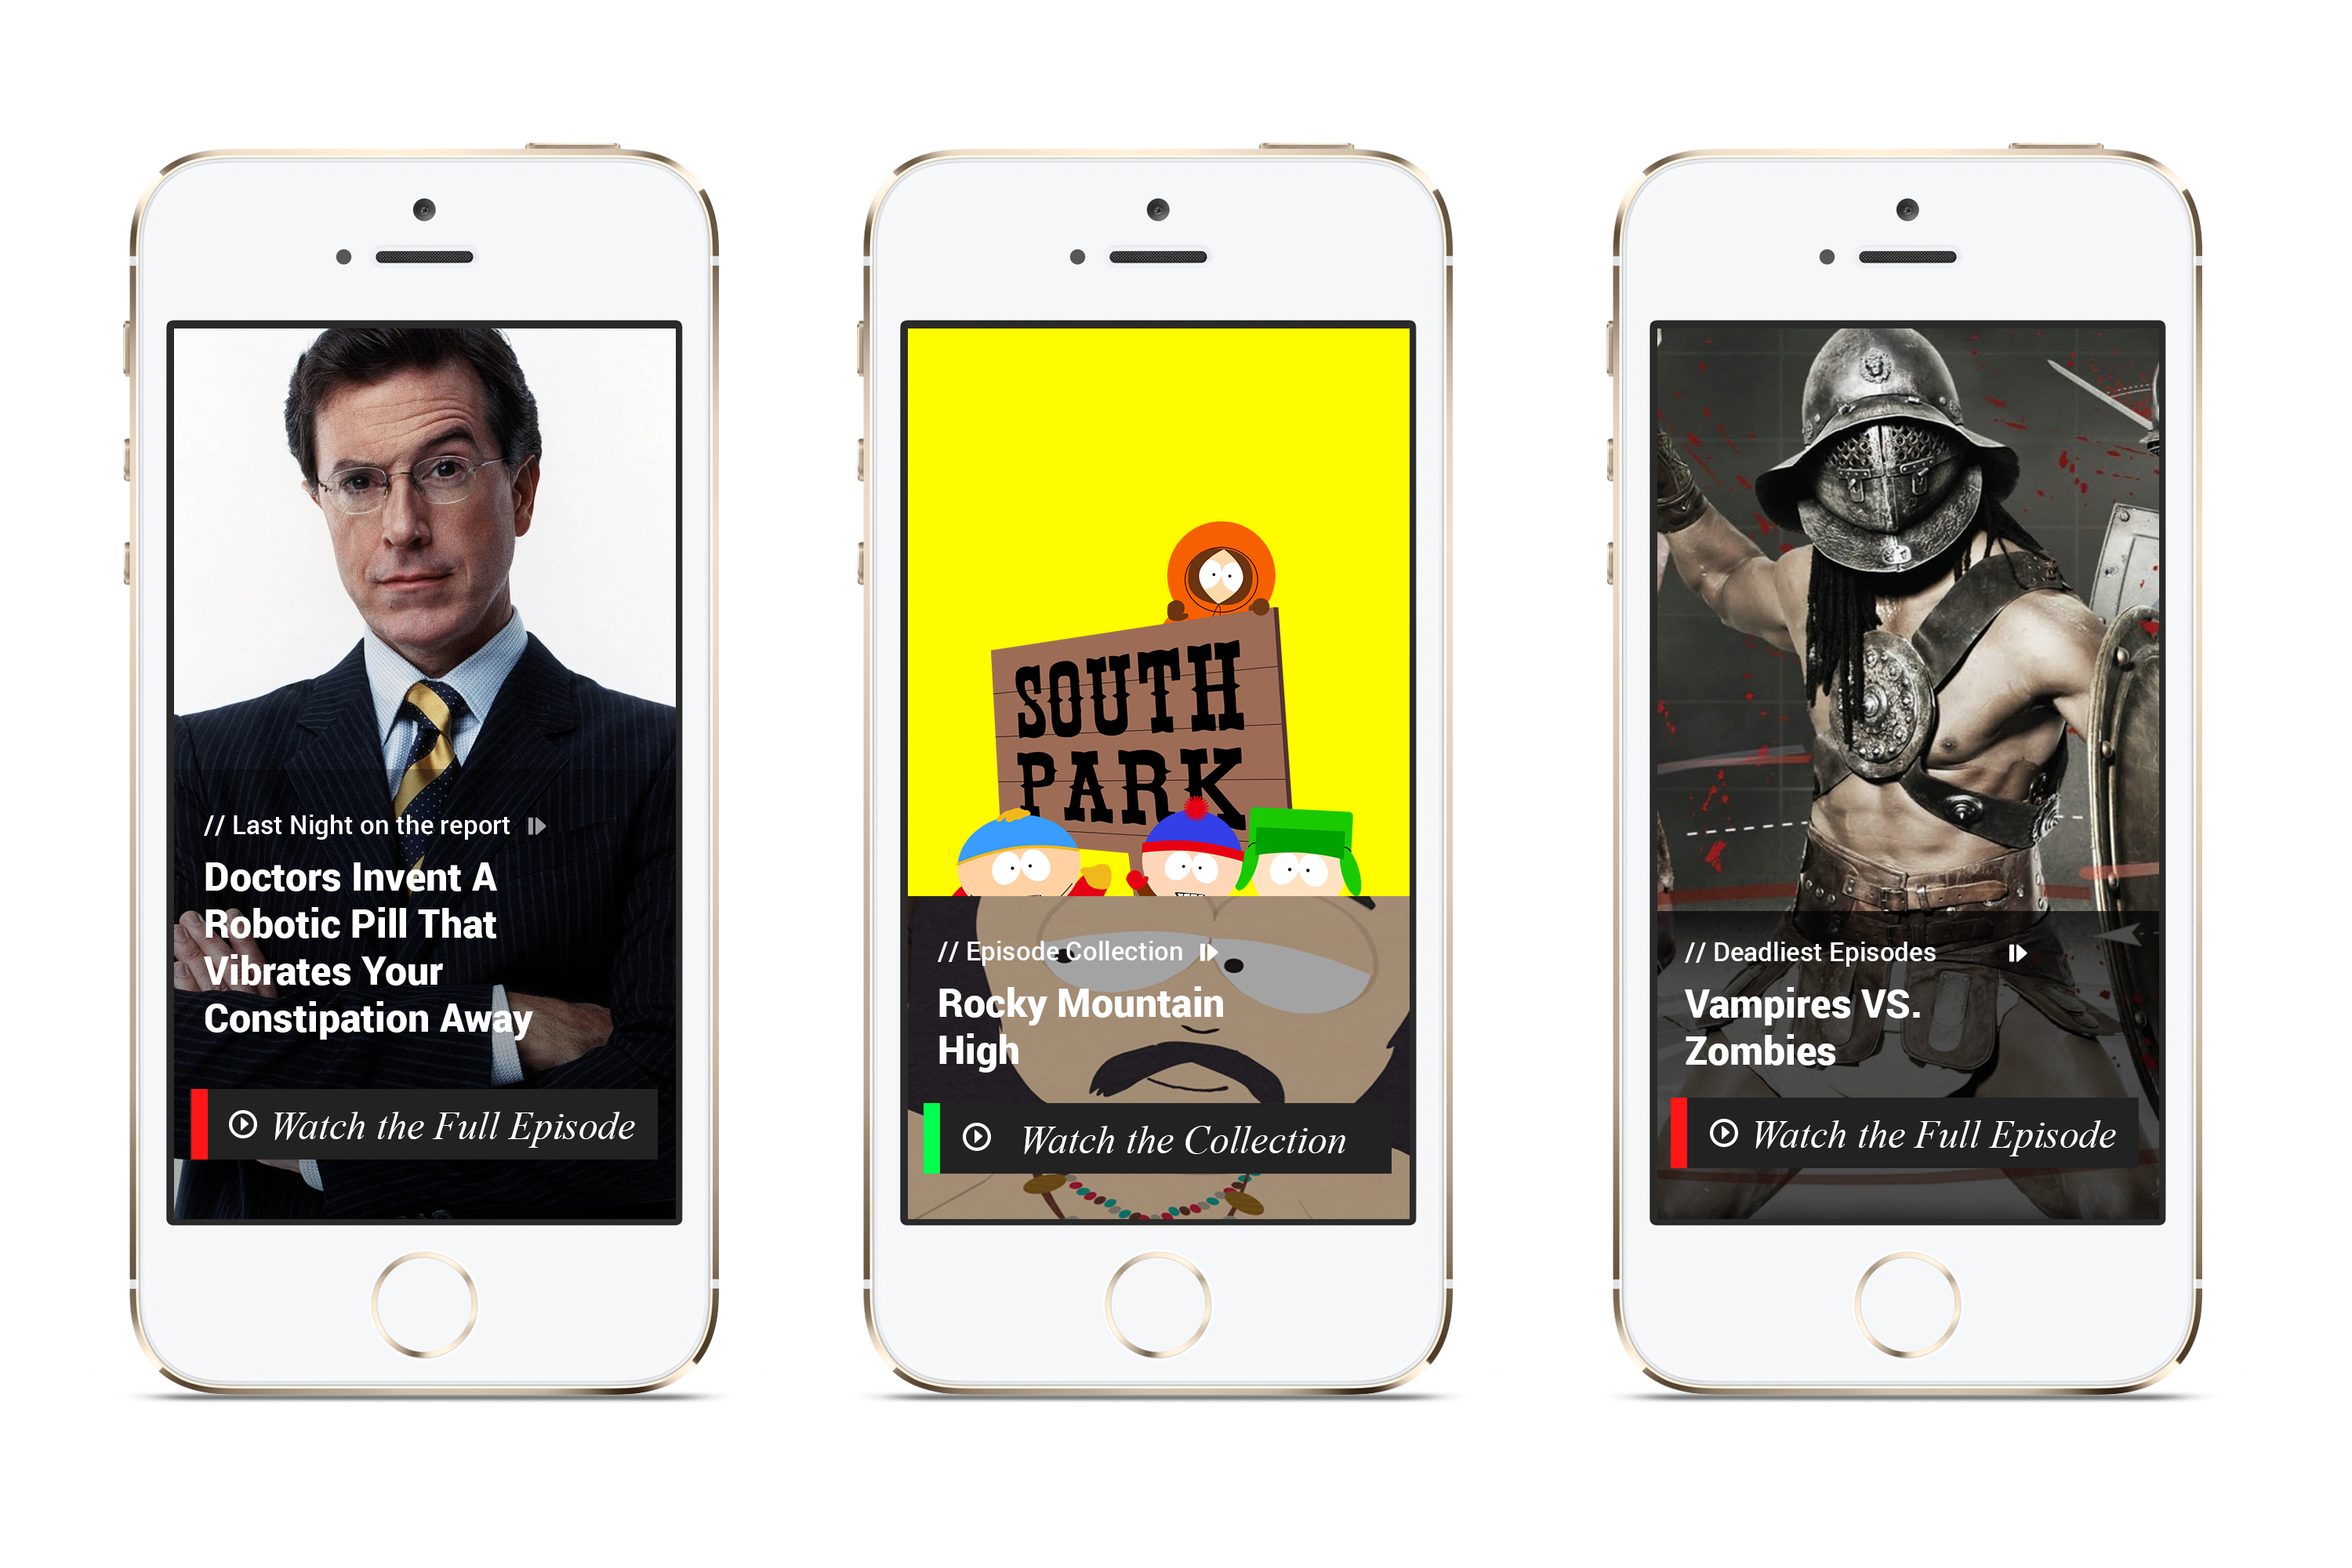 // Last Night on the report
Doctors Invent A
Robotic Pill That
Vibrates Your
Constipation Away
Watch the Full Episode
SOUTH
PARK
// Episode Collection
Rocky Mountain
High
Watch the Collection
// Deadliest Episodes
Vampires VS.
Zombies
Watch the Full Episode